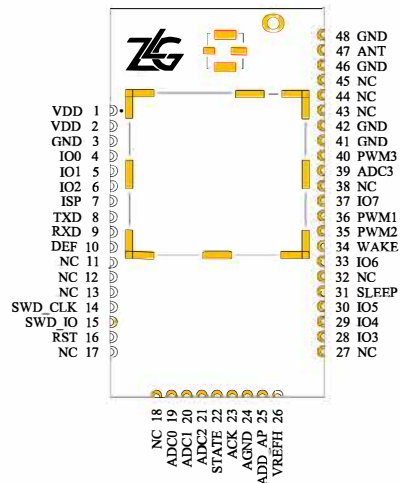 ZLG
VDD 1
VDD 2
GND 3
IO0 4
IO1 5
IO2 6
ISP 7
TXD 8
RXD 9
DEF 10
NC 11
NC 12
NC 13
SWD_CLK 14
SWD_IO 15
RST 16
NC 17
NC 18
ADC0 19
ADC1 20
ADC2 21
STATE 22
ACK 23
AGND 24
ADD_AP 25
VREFH 26
48 GND
47 ANT
46 GND
45 NC
44 NC
43 NC
42 GND
41 GND
40 PWM3
39 ADC3
38 NC
37 IO7
36 PWM1
35 PWM2
34 WAKE
33 IO6
32 NC
31 SLEEP
30 IO5
29 IO4
28 IO3
27 NC